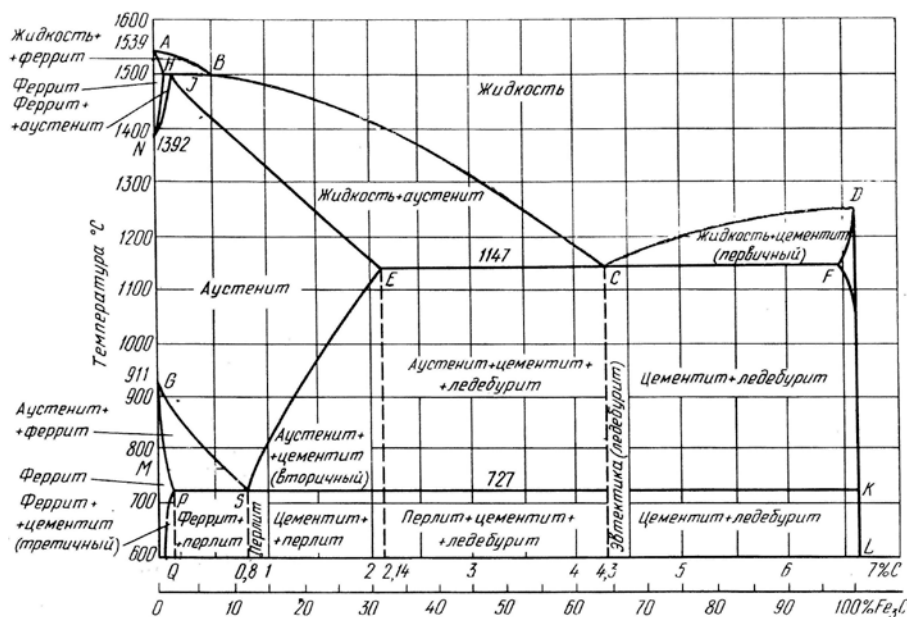 1600
1539
Жидкость+
+феррит
A
H
B
J
1500
Феррит
Феррит+
+аустенит
Жидкость
1400
N
1392
1300
Жидкость+аустенит
D
1200
Жидкость+цементит
(первичный)
1147
E
C
F
Температура °C
Аустенит
1100
1000
911
G
900
Аустенит+цементит+
+ледебурит
Цементит+ледебурит
Эвтектика (ледебурит)
Аустенит+
+феррит
800
Аустенит+
+цементит
(вторичный)
M
Феррит
727
P
S
K
700
Феррит+
+цементит
(третичный)
Феррит+
+перлит
Перлит
Цементит+
+перлит
Перлит+цементит+
+ледебурит
Цементит+ледебурит
600
L
Q 0,8 1 2 2,14 3 4 4,3 5 6 7%C
0 10 20 30 40 50 60 70 80 90 100%Fe₃C